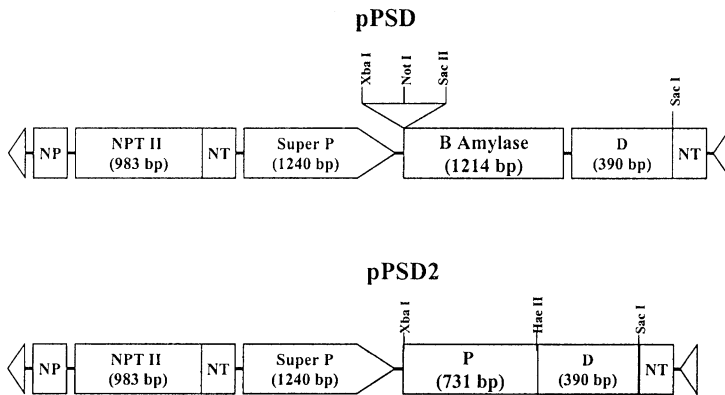 pPSD
Xba I
Not I
Sac II
Sac I
NP
NPT II
(983 bp)
NT
Super P
(1240 bp)
B Amylase
(1214 bp)
D
(390 bp)
NT
pPSD2
Xba I
Hae II
Sac I
NP
NPT II
(983 bp)
NT
Super P
(1240 bp)
P
(731 bp)
D
(390 bp)
NT